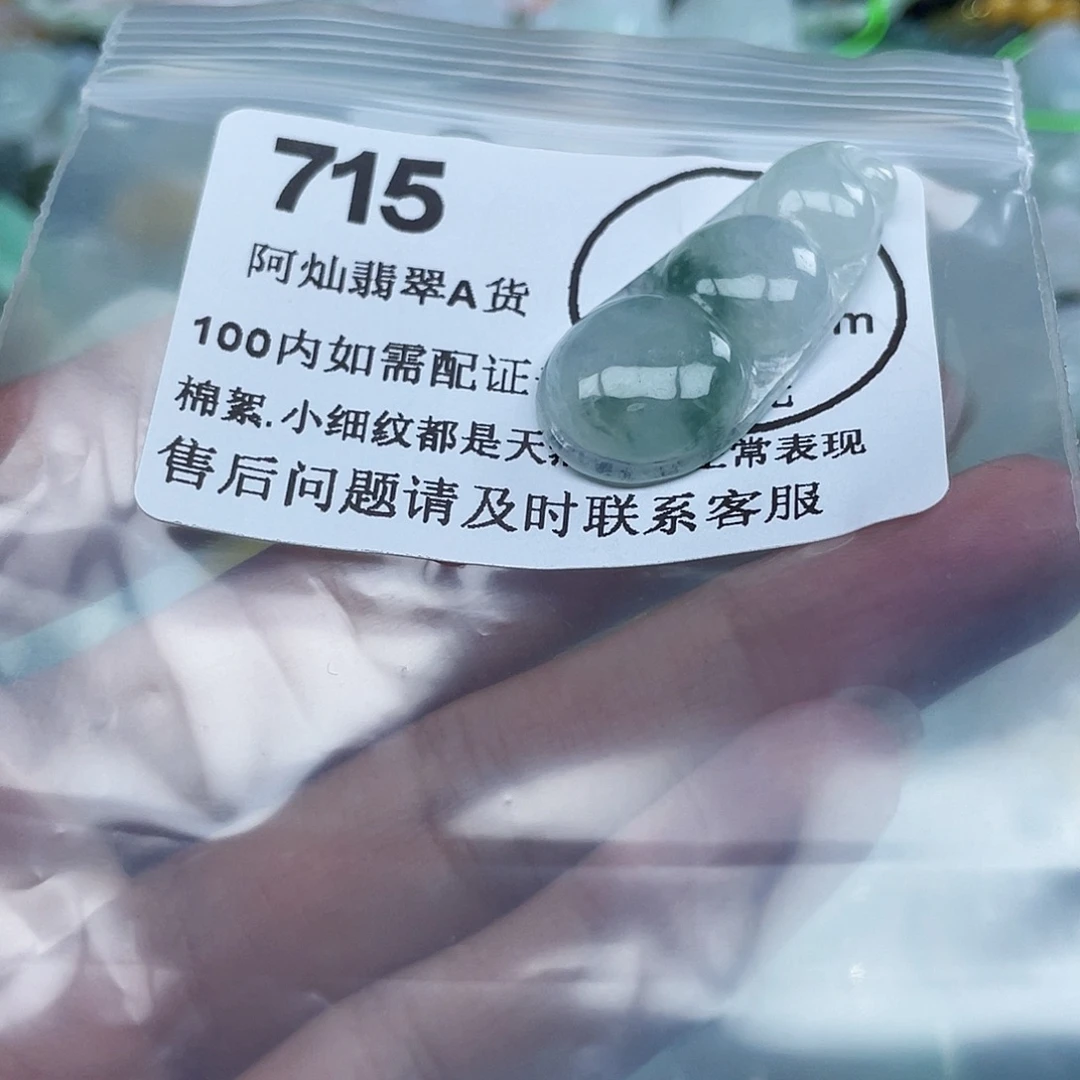 715
阿灿翡翠A货
m
100内如需配证
棉絮.小细纹都是天 常表现
售后问题请及时联系客服